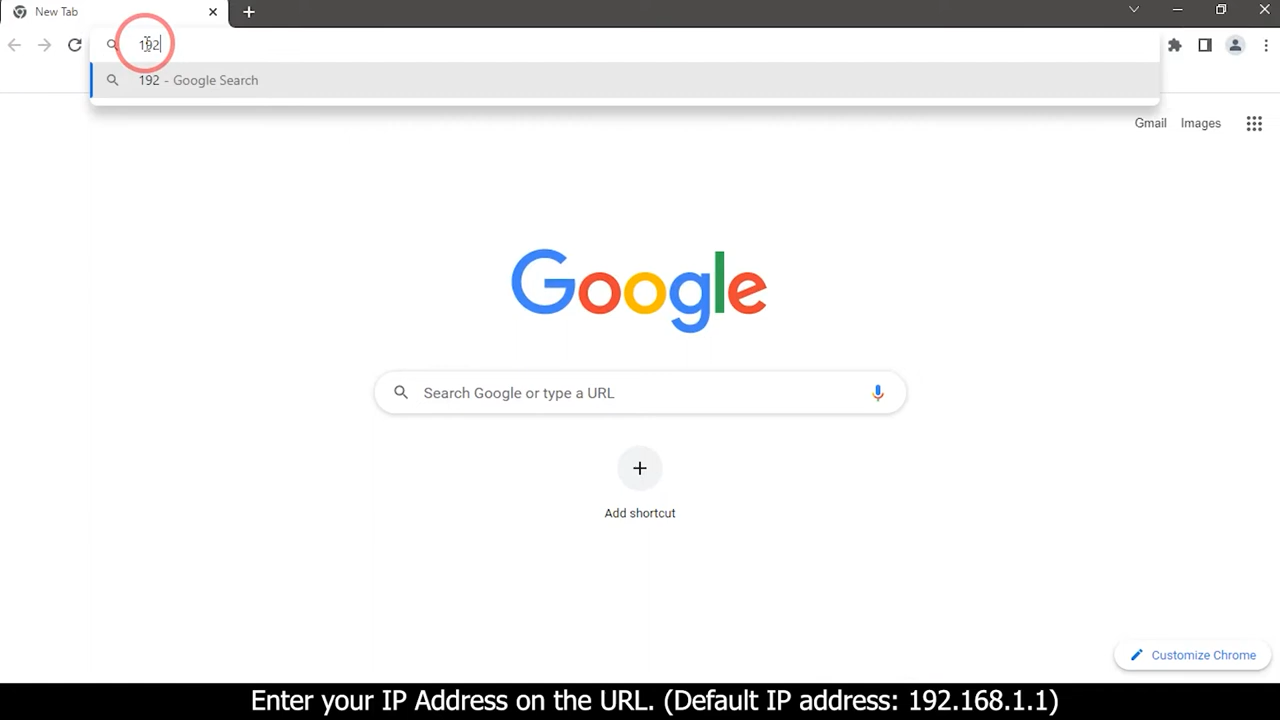 New Tab
192
192 - Google Search
Gmail Images
Google
Search Google or type a URL
Add shortcut
Customize Chrome
Enter your IP Address on the URL. (Default IP address: 192.168.1.1)